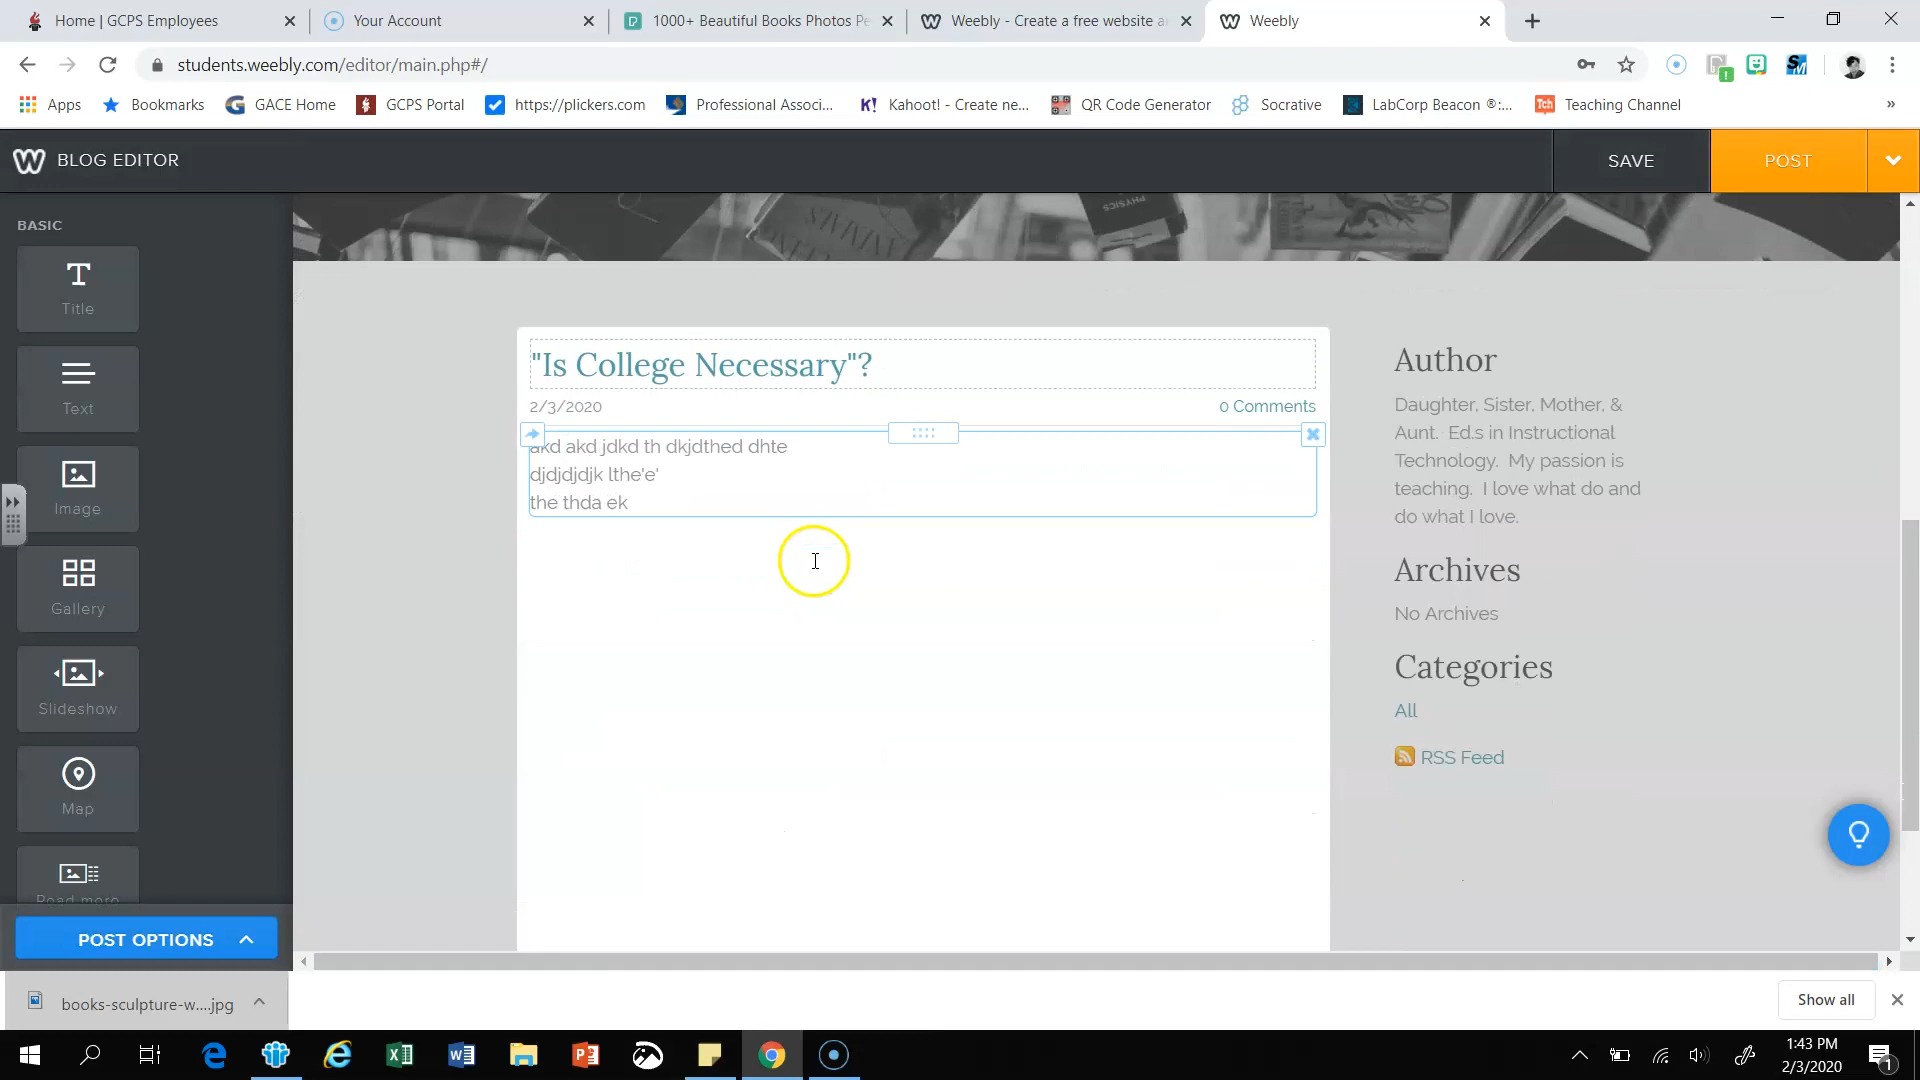 Home | GCPS Employees
Your Account
1000+ Beautiful Books Photos Pe
Weebly - Create a free website a
Weebly
students.weebly.com/editor/main.php#/
Apps
Bookmarks
GACE Home
GCPS Portal
https://plickers.com
Professional Associ...
Kahoot! - Create ne...
QR Code Generator
Socrative
LabCorp Beacon ®:...
Teaching Channel
BLOG EDITOR
SAVE
POST
BASIC
Title
Text
Image
Gallery
Slideshow
Map
Read more
POST OPTIONS
PHYSICS
"Is College Necessary"?
2/3/2020
0 Comments
akd akd jdkd th dkjdthed dhte
djdjdjdjk lthe'e'
the thda ek
Author
Daughter, Sister, Mother, &
Aunt. Ed.s in Instructional
Technology. My passion is
teaching. I love what do and
do what I love.
Archives
No Archives
Categories
All
RSS Feed
books-sculpture-w....jpg
Show all
1:43 PM
2/3/2020
1